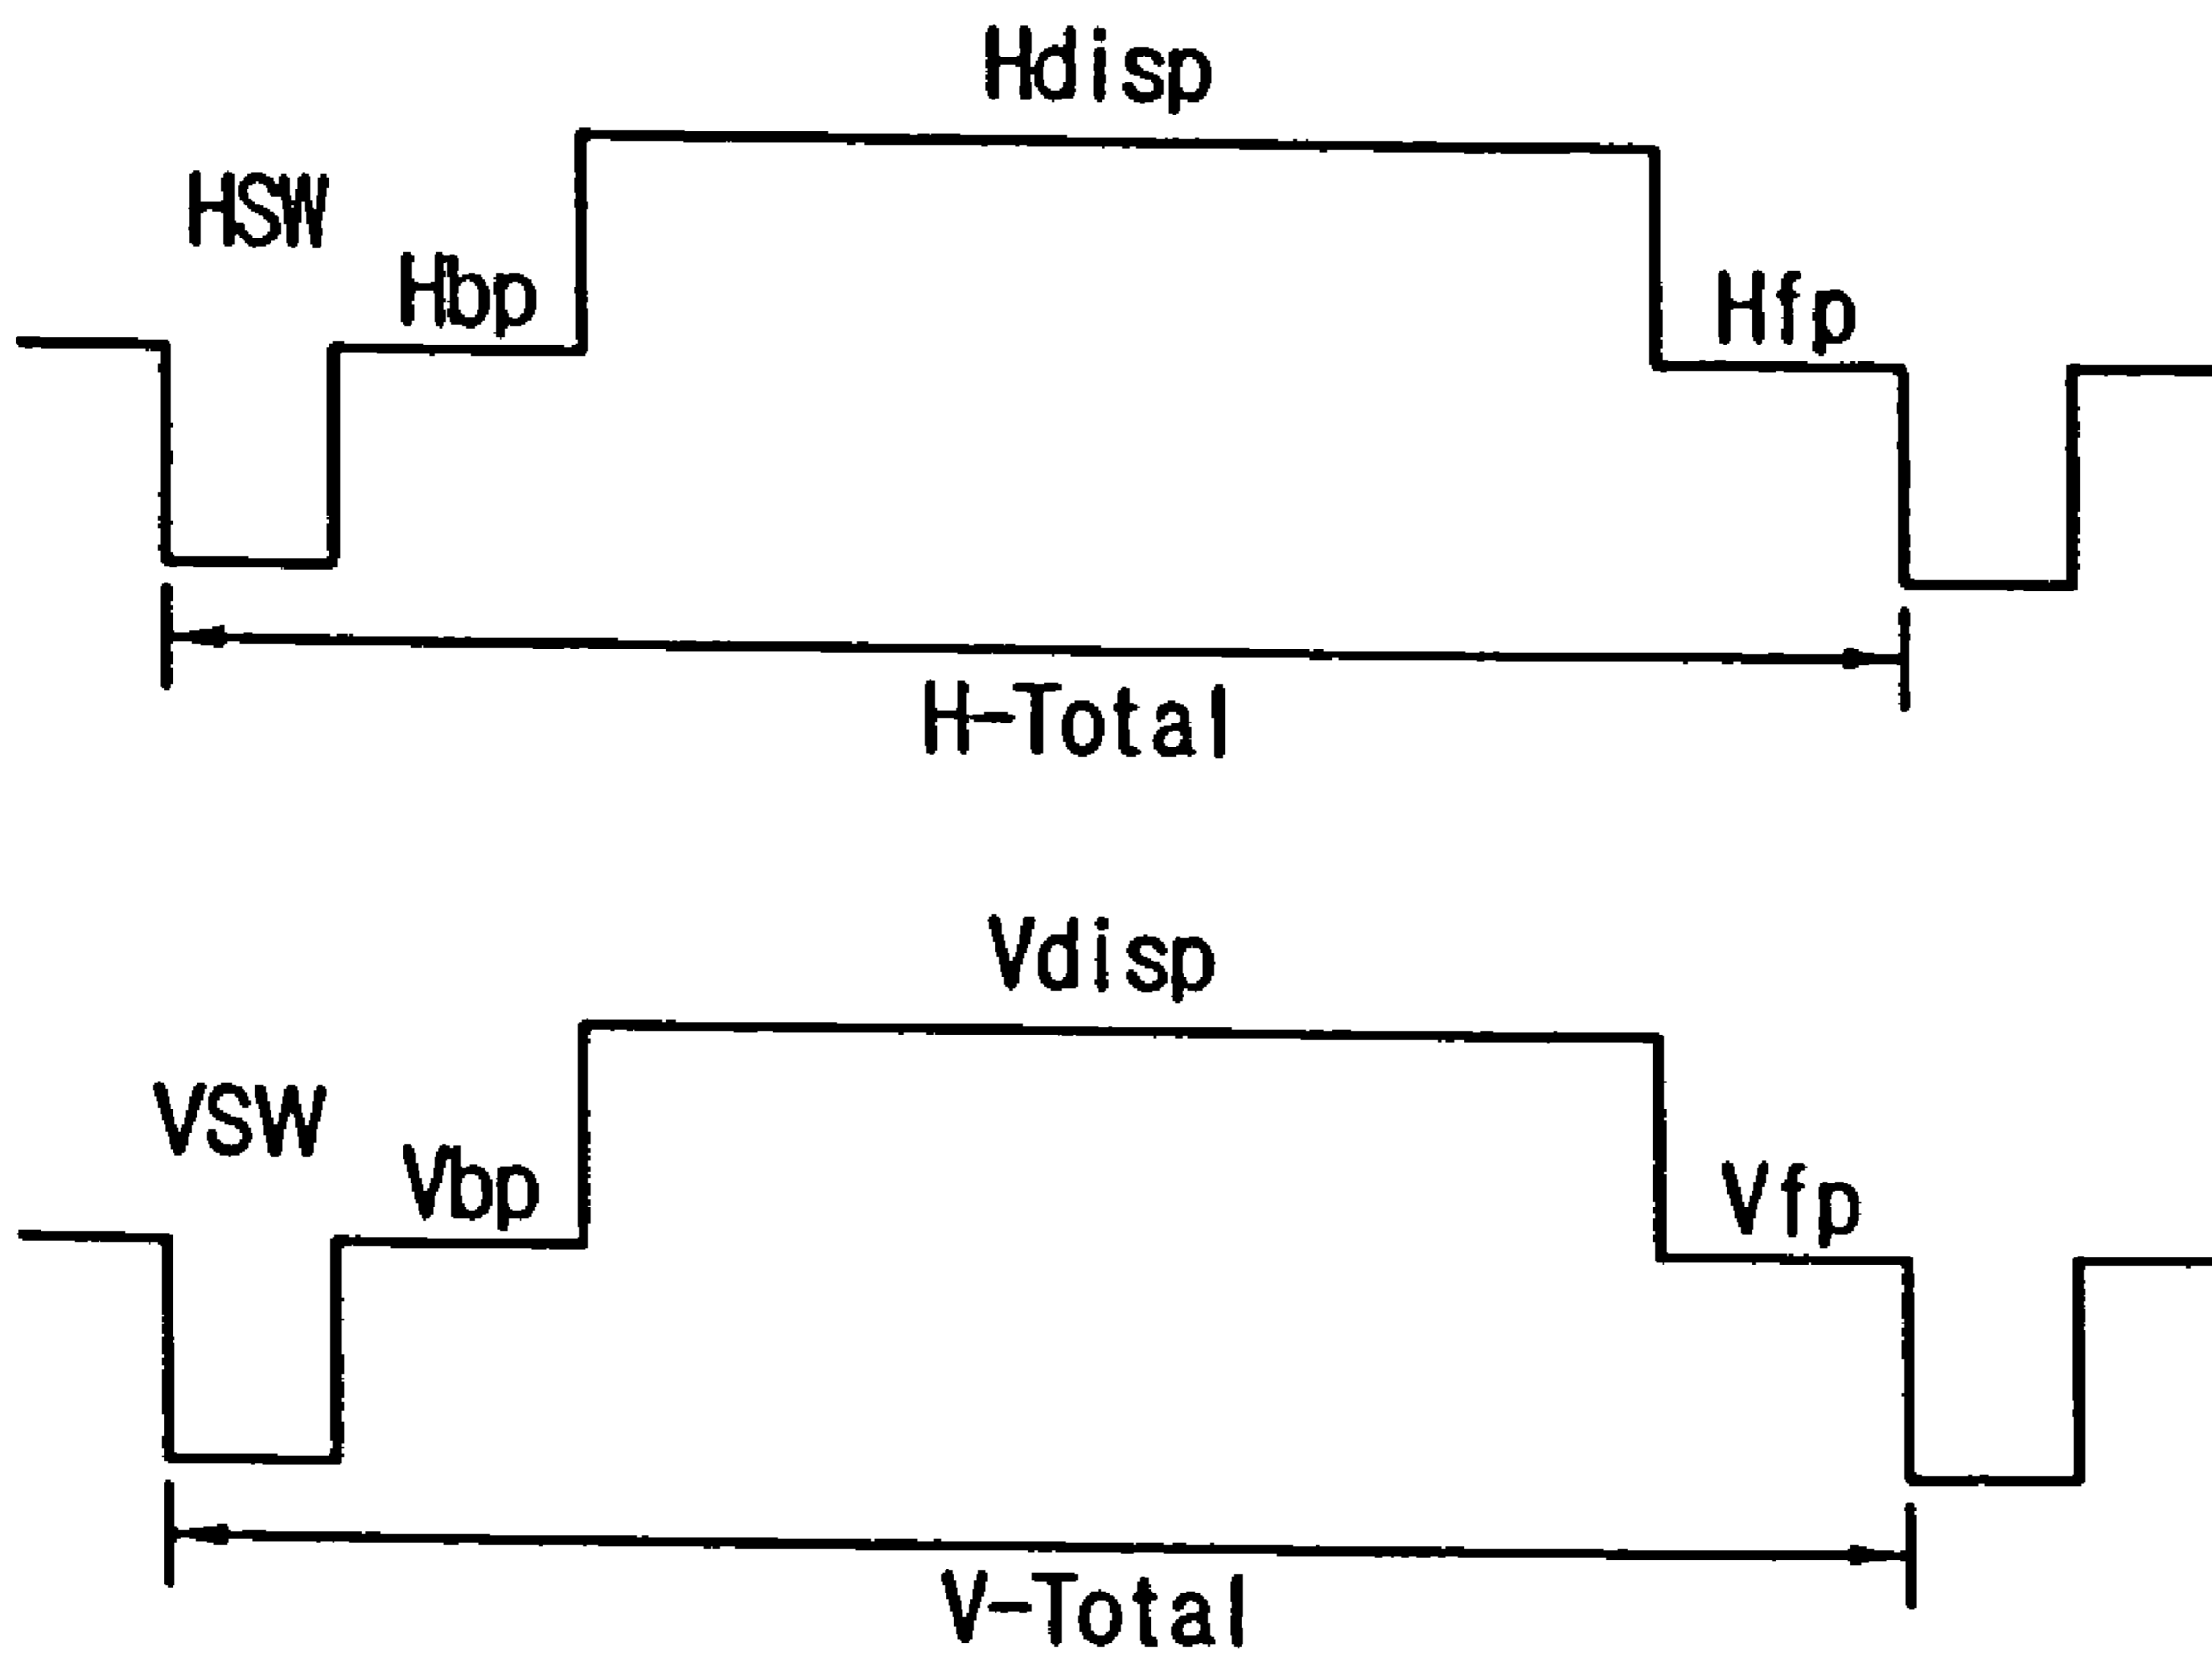 Hdisp
HSW
Hbp
Hfp
H-Total
Vdisp
VSW
Vbp
Vfp
V-Total